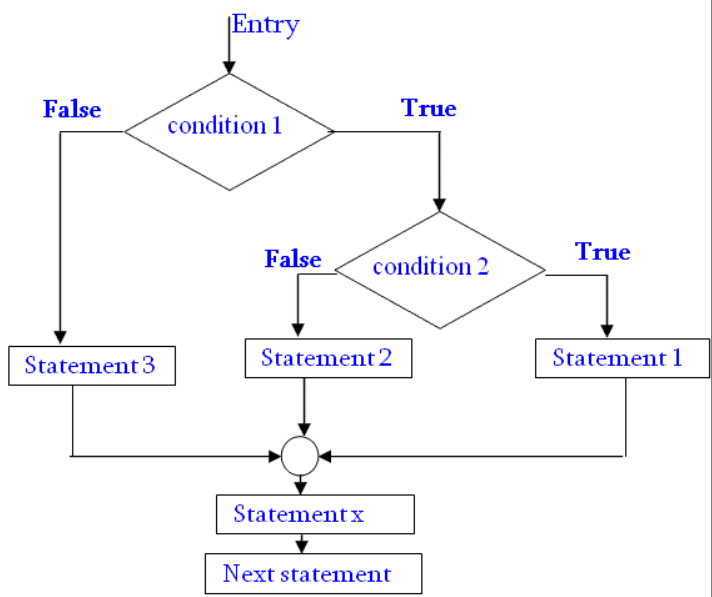 Entry
False
True
condition 1
False
True
condition 2
Statement 3
Statement 2
Statement 1
Statement x
Next statement